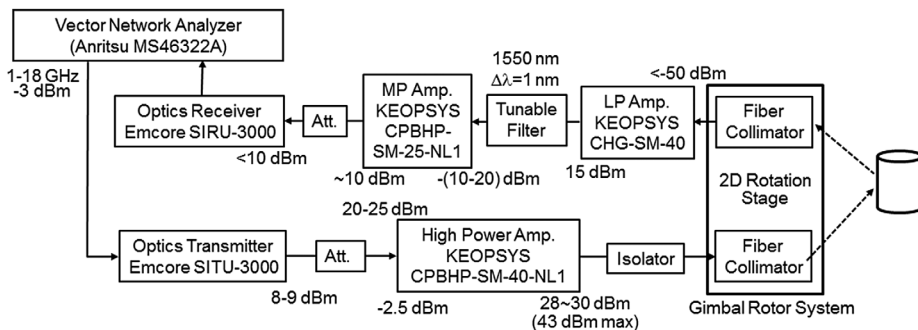 Vector Network Analyzer
(Anritsu MS46322A)
1-18 GHz
-3 dBm
Optics Receiver
Emcore SIRU-3000
<10 dBm
Att.
MP Amp.
KEOPSYS
CPBHP-
SM-25-NL1
~10 dBm
-(10-20) dBm
1550 nm
Δλ=1 nm
Tunable
Filter
LP Amp.
KEOPSYS
CHG-SM-40
15 dBm
<-50 dBm
Fiber
Collimator
2D Rotation
Stage
Fiber
Collimator
Gimbal Rotor System
Optics Transmitter
Emcore SITU-3000
8-9 dBm
Att.
20-25 dBm
High Power Amp.
KEOPSYS
CPBHP-SM-40-NL1
-2.5 dBm
28~30 dBm
(43 dBm max)
Isolator